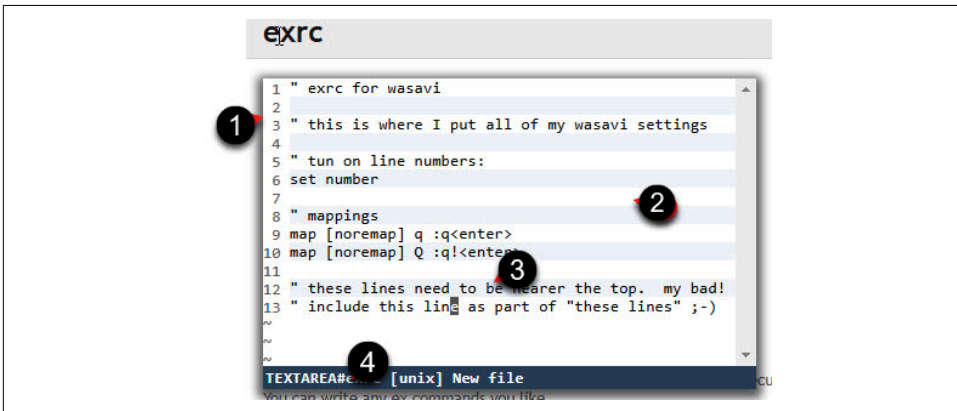 exrc
1 " exrc for wasavi
2
3 " this is where I put all of my wasavi settings
4
5 " tun on line numbers:
6 set number
7
8 " mappings
9 map [noremap] q :q<enter>
10 map [noremap] Q :q!<enter>
11
12 " these lines need to be nearer the top. my bad!
13 " include this line as part of "these lines" ;-)
~
~
~
TEXTAREA#exrc [unix] New file
You can write any ex commands you like
1
2
3
4